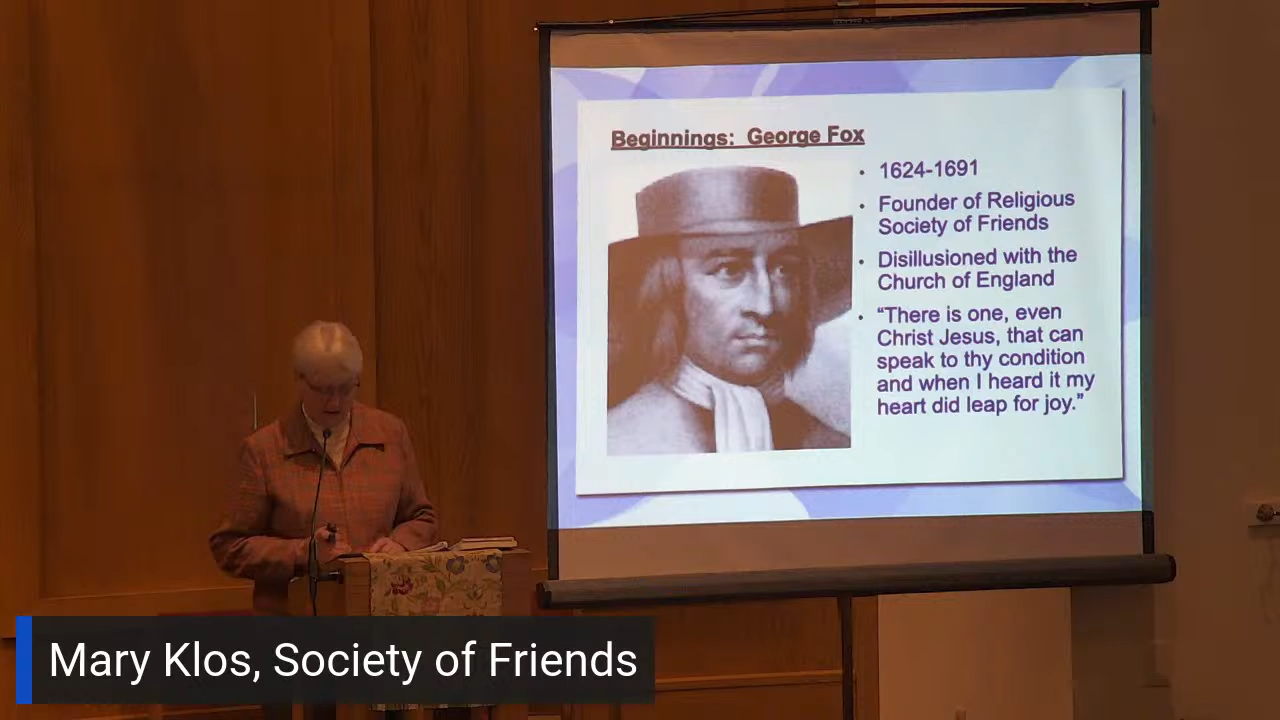 Beginnings: George Fox
• 1624-1691
• Founder of Religious
Society of Friends
• Disillusioned with the
Church of England
• “There is one, even
Christ Jesus, that can
speak to thy condition
and when I heard it my
heart did leap for joy.”
Mary Klos, Society of Friends